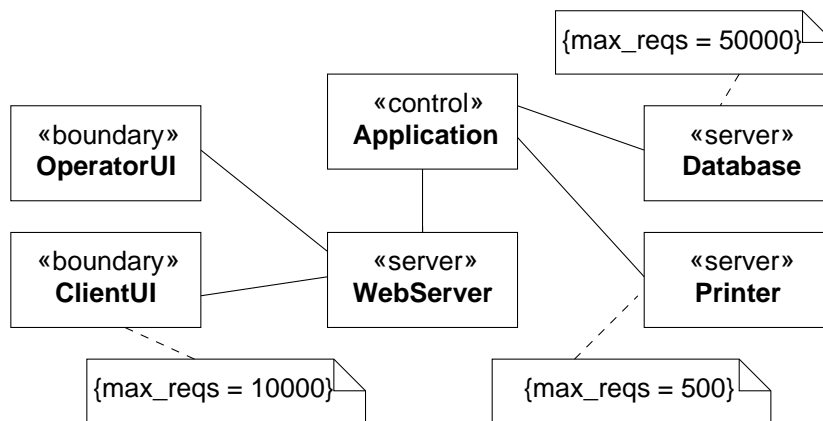 {max_reqs = 50000}
«control»
Application
«boundary»
OperatorUI
«server»
Database
«boundary»
ClientUI
«server»
WebServer
«server»
Printer
{max_reqs = 10000}
{max_reqs = 500}